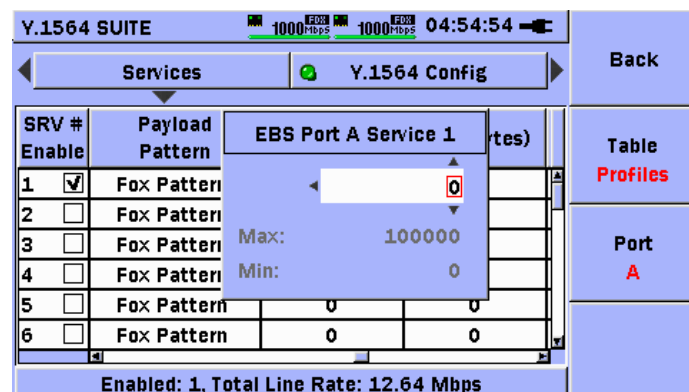 Y.1564 SUITE 1000 FDX Mbps 1000 FDX Mbps 04:54:54
Services Y.1564 Config
SRV # Enable Payload Pattern ytes)
EBS Port A Service 1
0
Max: 100000
Min: 0
1 Fox Pattern
2 Fox Pattern
3 Fox Pattern
4 Fox Pattern
5 Fox Pattern 0 0
6 Fox Pattern 0 0
Enabled: 1, Total Line Rate: 12.64 Mbps
Back
Table
Profiles
Port
A